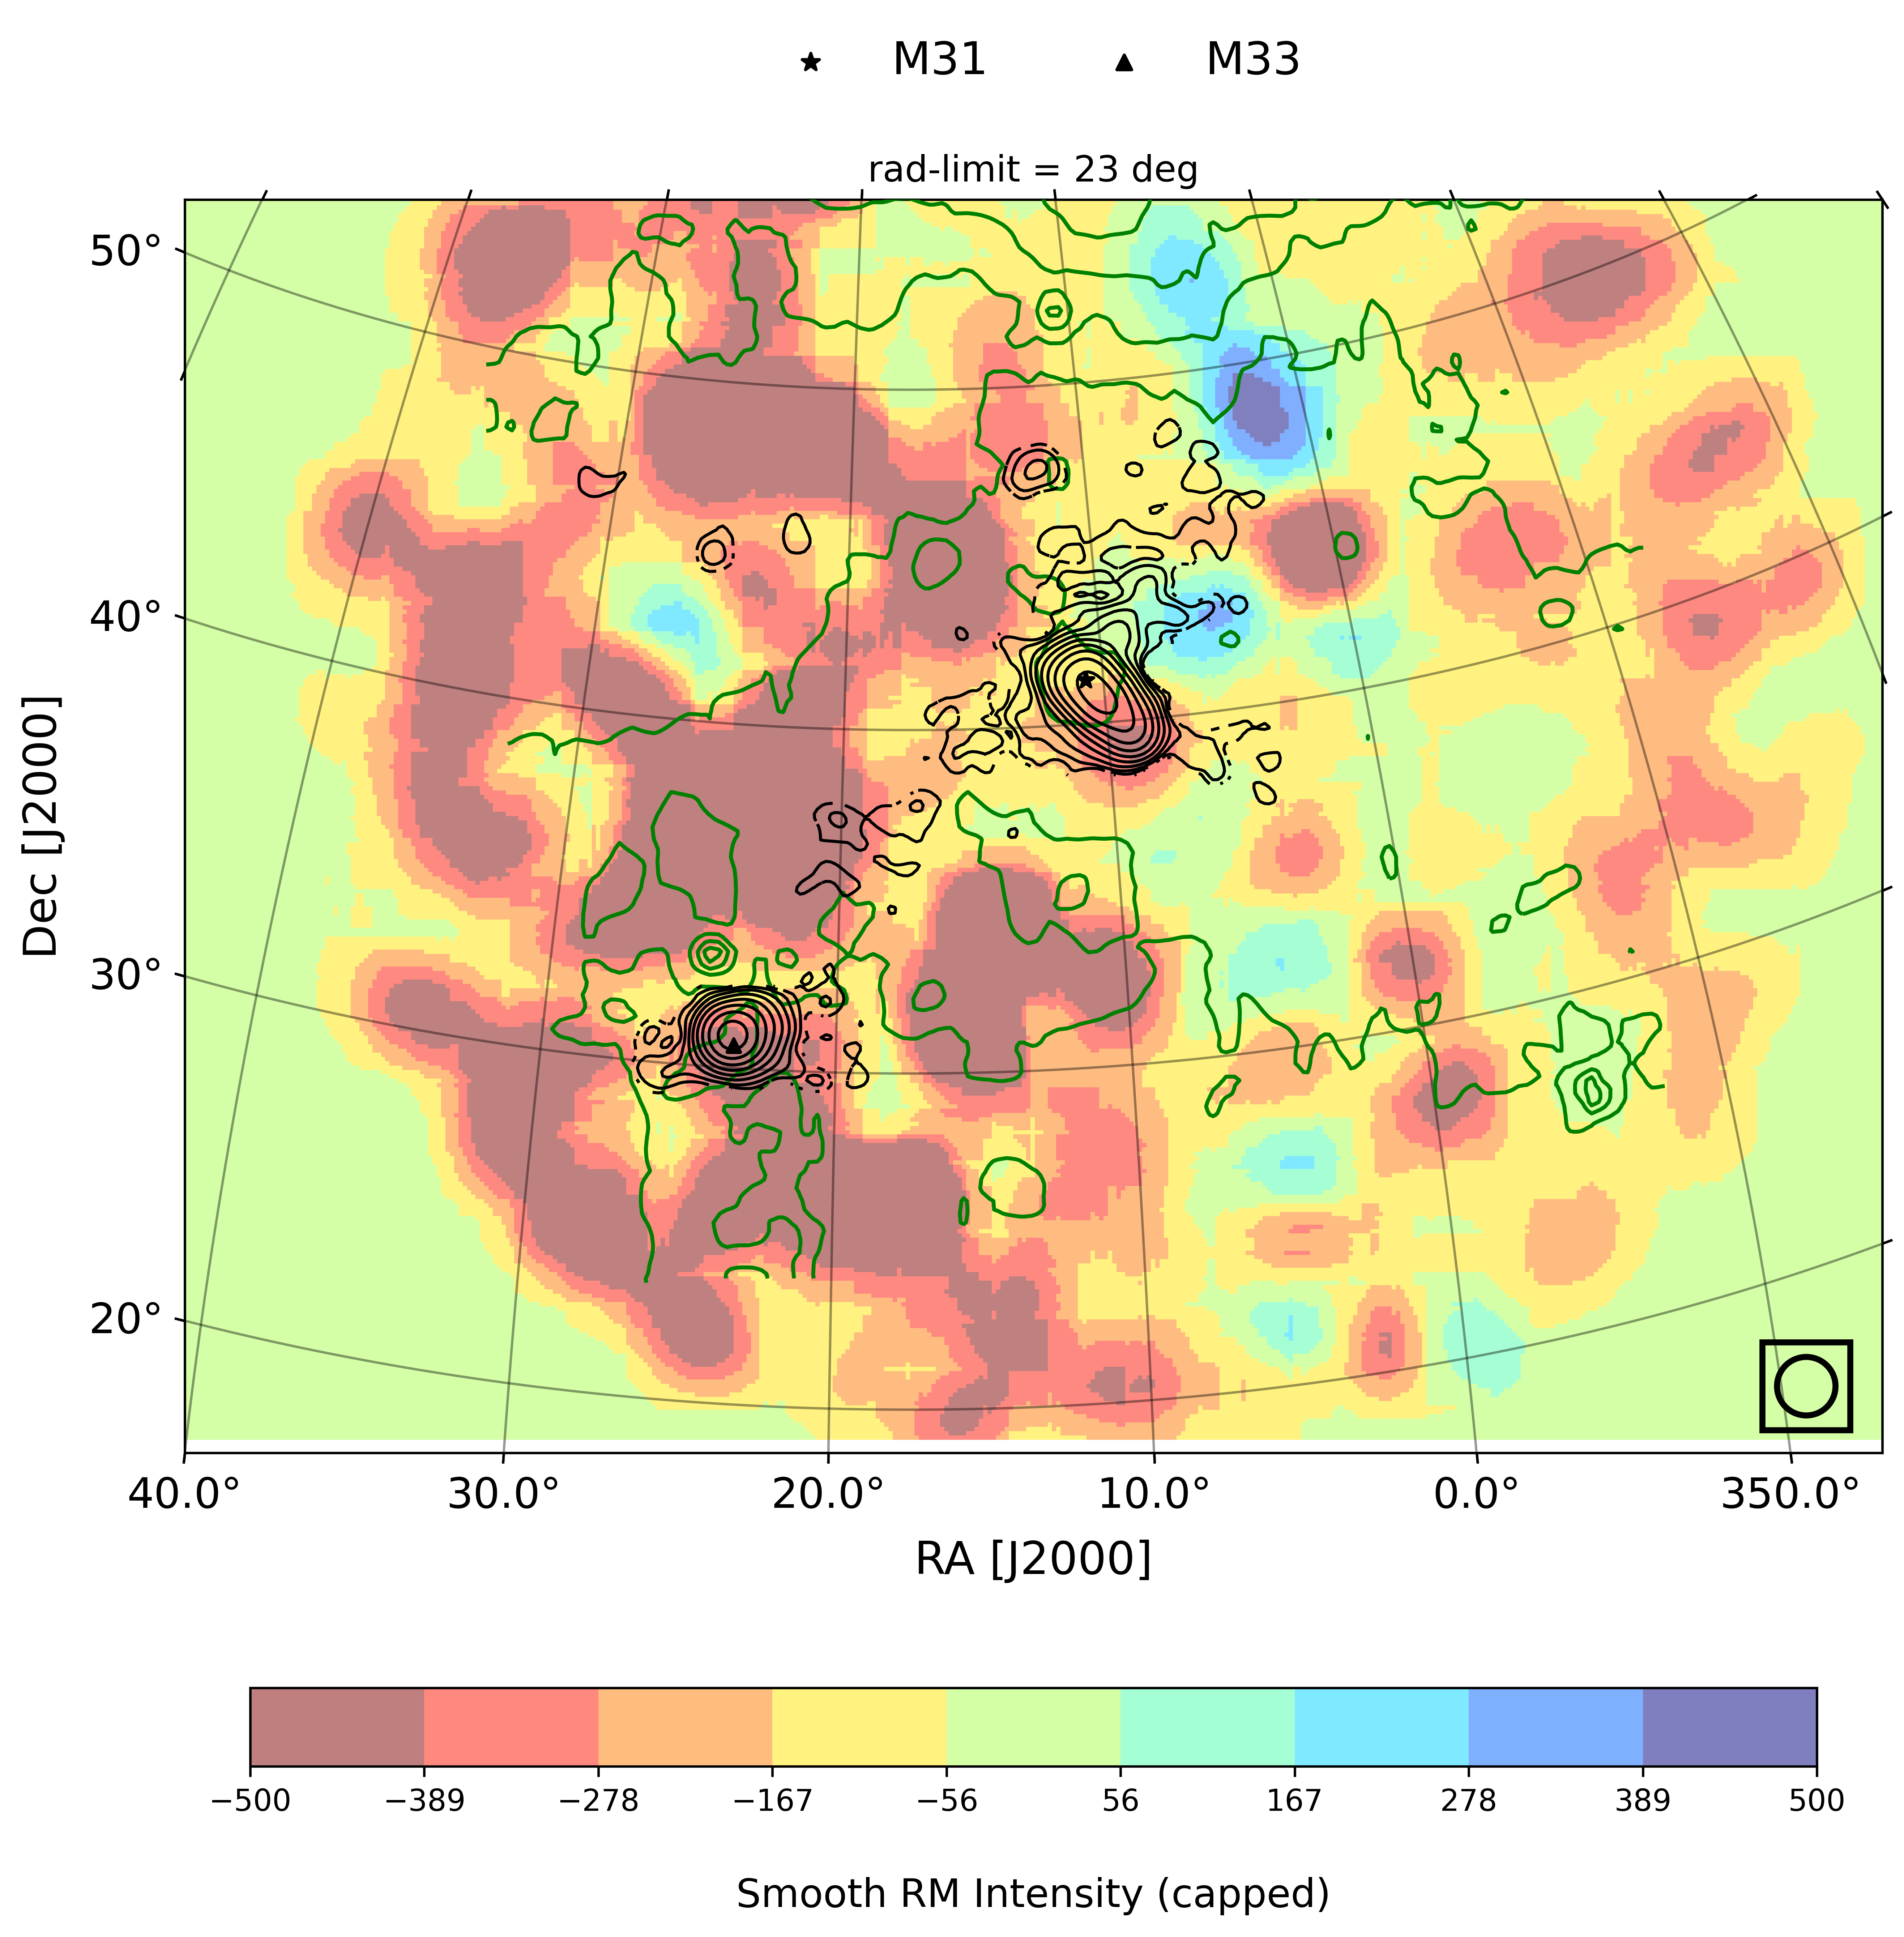 M31 M33
rad-limit = 23 deg
50°
40°
30°
20°
Dec [J2000]
40.0° 30.0° 20.0° 10.0° 0.0° 350.0°
RA [J2000]
−500 −389 −278 −167 −56 56 167 278 389 500
Smooth RM Intensity (capped)